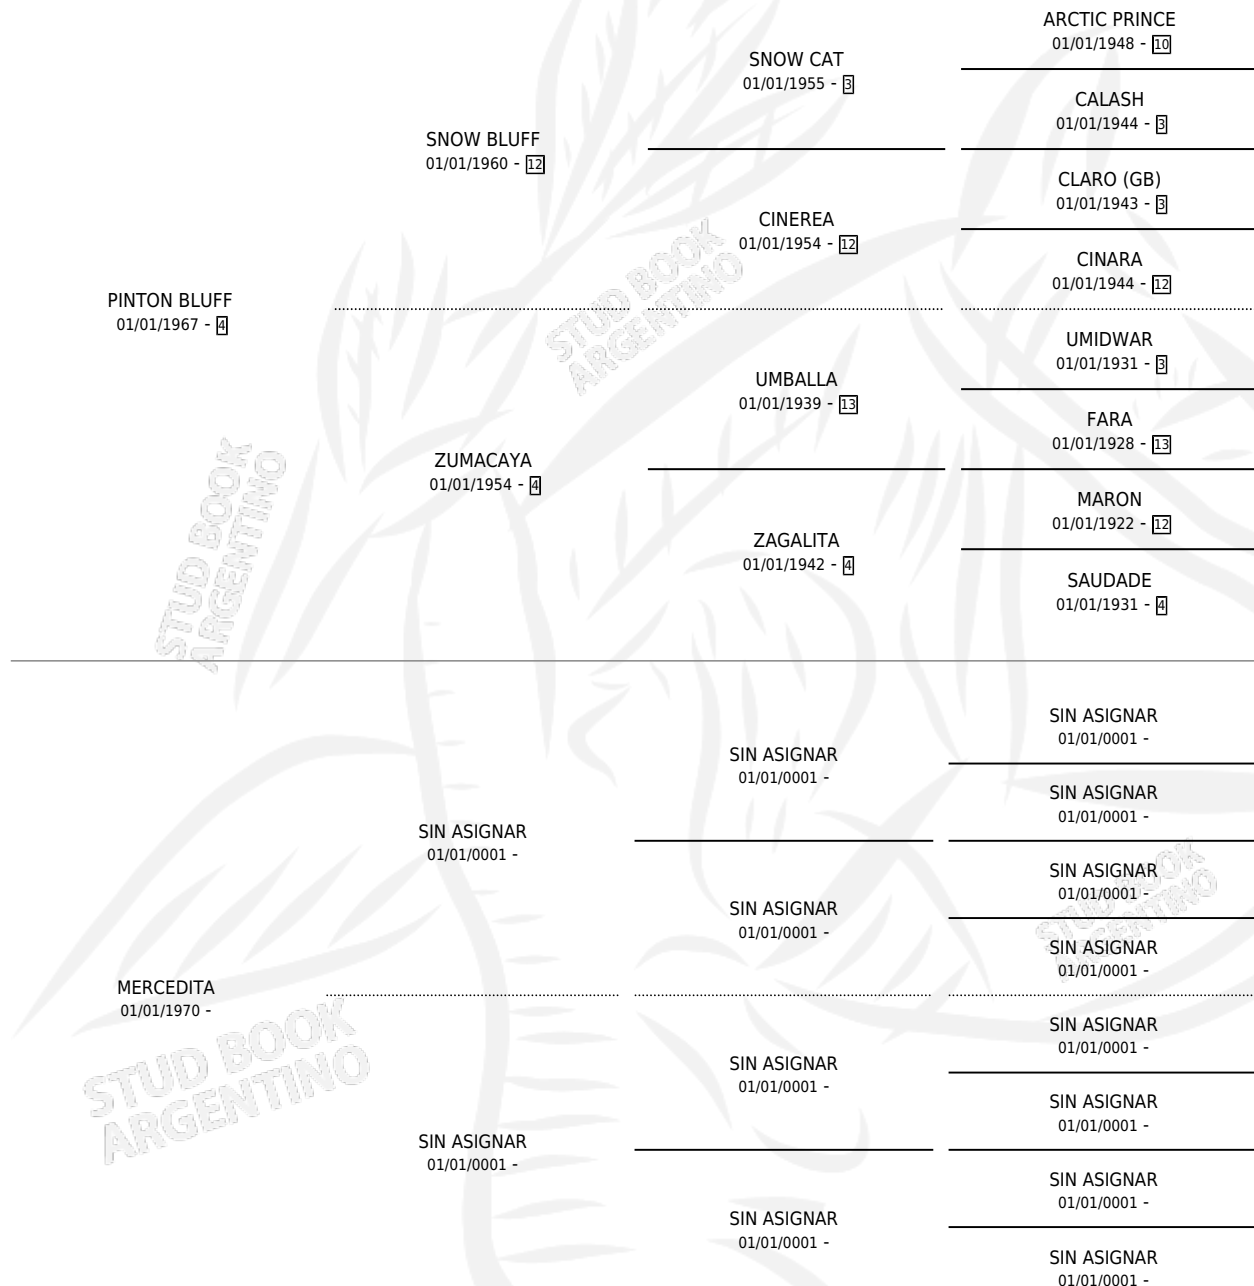 ARCTIC PRINCE
01/01/1948 - 10
SNOW CAT
01/01/1955 - 3
CALASH
01/01/1944 - 3
SNOW BLUFF
01/01/1960 - 12
CLARO (GB)
01/01/1943 - 3
CINEREA
01/01/1954 - 12
CINARA
01/01/1944 - 12
PINTON BLUFF
01/01/1967 - 4
UMIDWAR
01/01/1931 - 3
UMBALLA
01/01/1939 - 13
FARA
01/01/1928 - 13
ZUMACAYA
01/01/1954 - 4
MARON
01/01/1922 - 12
ZAGALITA
01/01/1942 - 4
SAUDADE
01/01/1931 - 4
STUD BOOK
ARGENTINO
STUD BOOK
ARGENTINO
SIN ASIGNAR
01/01/0001 -
SIN ASIGNAR
01/01/0001 -
SIN ASIGNAR
01/01/0001 -
SIN ASIGNAR
01/01/0001 -
SIN ASIGNAR
01/01/0001 -
SIN ASIGNAR
01/01/0001 -
SIN ASIGNAR
01/01/0001 -
MERCEDITA
01/01/1970 -
SIN ASIGNAR
01/01/0001 -
SIN ASIGNAR
01/01/0001 -
SIN ASIGNAR
01/01/0001 -
SIN ASIGNAR
01/01/0001 -
SIN ASIGNAR
01/01/0001 -
SIN ASIGNAR
01/01/0001 -
SIN ASIGNAR
01/01/0001 -
STUD BOOK
ARGENTINO
STUD BOOK
ARGENTINO